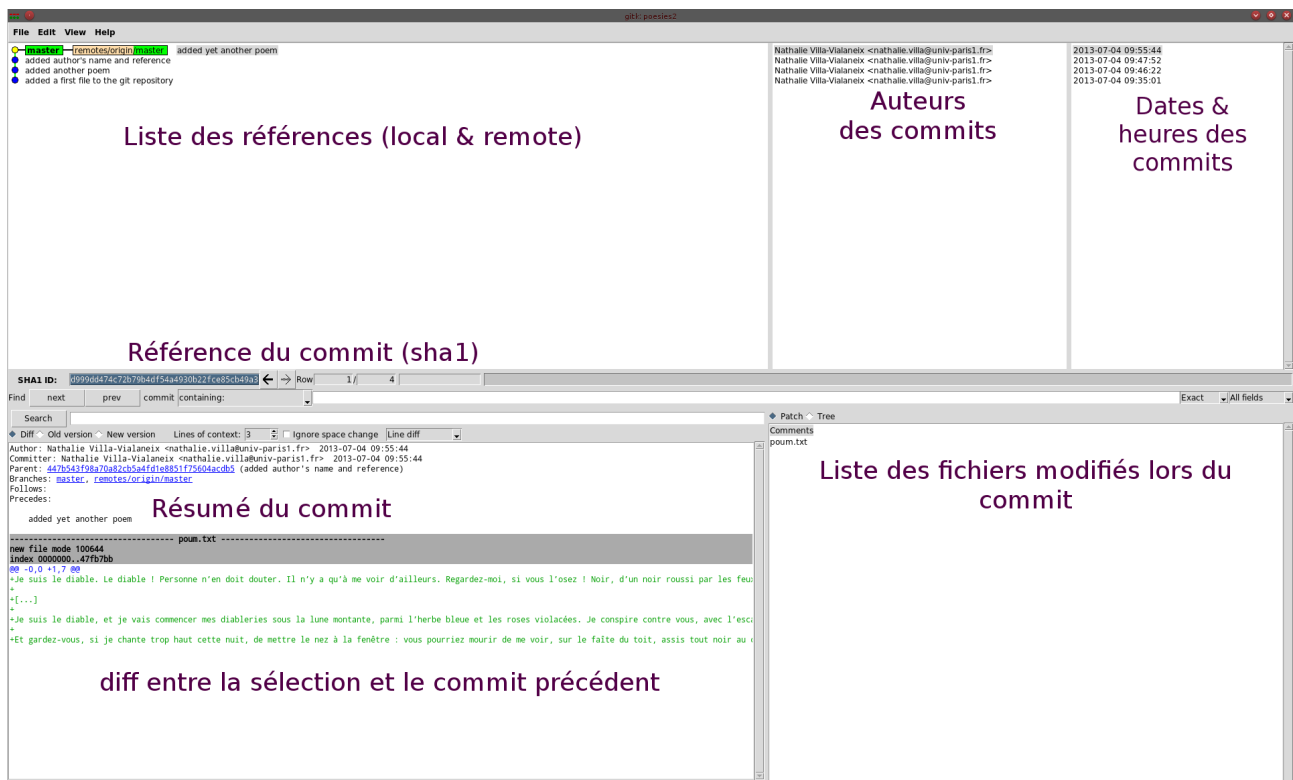 gitk: poesies2
File Edit View Help
master remotes/origin/master added yet another poem
added author's name and reference
added another poem
added a first file to the git repository
Nathalie Villa-Vialaneix <nathalie.villa@univ-paris1.fr> 2013-07-04 09:55:44
Nathalie Villa-Vialaneix <nathalie.villa@univ-paris1.fr> 2013-07-04 09:47:52
Nathalie Villa-Vialaneix <nathalie.villa@univ-paris1.fr> 2013-07-04 09:46:22
Nathalie Villa-Vialaneix <nathalie.villa@univ-paris1.fr> 2013-07-04 09:35:01
Liste des références (local & remote)
Auteurs
des commits
Dates &
heures des
commits
Référence du commit (sha1)
SHA1 ID: d999dd474c72b79b4df54a4930b22fce85cb49a3 ← → Row 1 / 4
Find next prev commit containing: Exact All fields
Search
Diff Old version New version Lines of context: 3 Ignore space change Line diff
Patch Tree
Author: Nathalie Villa-Vialaneix <nathalie.villa@univ-paris1.fr> 2013-07-04 09:55:44
Committer: Nathalie Villa-Vialaneix <nathalie.villa@univ-paris1.fr> 2013-07-04 09:55:44
Parent: 447b543f98a70a82cb5a4fd1e8851f75604acdb5 (added author's name and reference)
Branches: master, remotes/origin/master
Follows:
Precedes:
added yet another poem
Résumé du commit
Comments
poum.txt
Liste des fichiers modifiés lors du
commit
---------------------------------- poum.txt ----------------------------------
new file mode 100644
index 0000000..47fb7bb
@@ -0,0 +1,7 @@
+Je suis le diable. Le diable ! Personne n'en doit douter. Il n'y a qu'à me voir d'ailleurs. Regardez-moi, si vous l'osez ! Noir, d'un noir roussi par les feu
+
+[...]
+
+Je suis le diable, et je vais commencer mes diableries sous la lune montante, parmi l'herbe bleue et les roses violacées. Je conspire contre vous, avec l'esca
+
+Et gardez-vous, si je chante trop haut cette nuit, de mettre le nez à la fenêtre : vous pourriez mourir de me voir, sur le faîte du toit, assis tout noir au
diff entre la sélection et le commit précédent